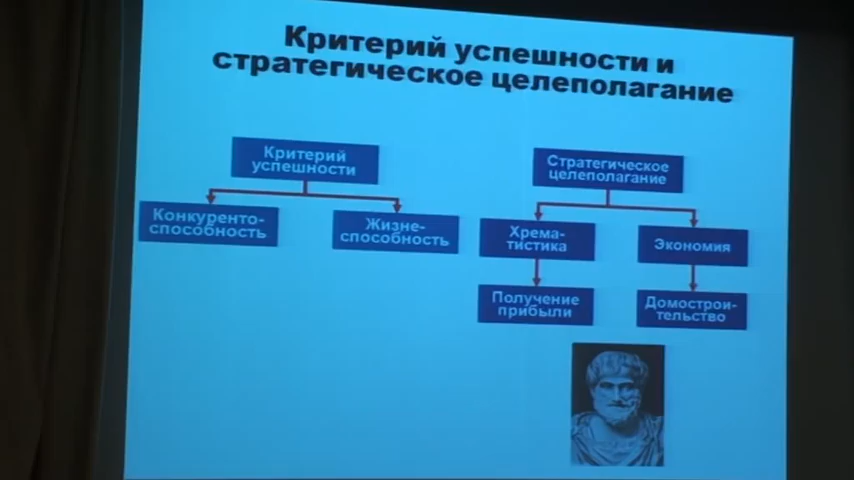 Критерий успешности и
стратегическое целеполагание
Критерий
успешности
Конкуренто-
способность
Жизне-
способность
Стратегическое
целеполагание
Хрема-
тистика
Экономия
Получение
прибыли
Домострои-
тельство